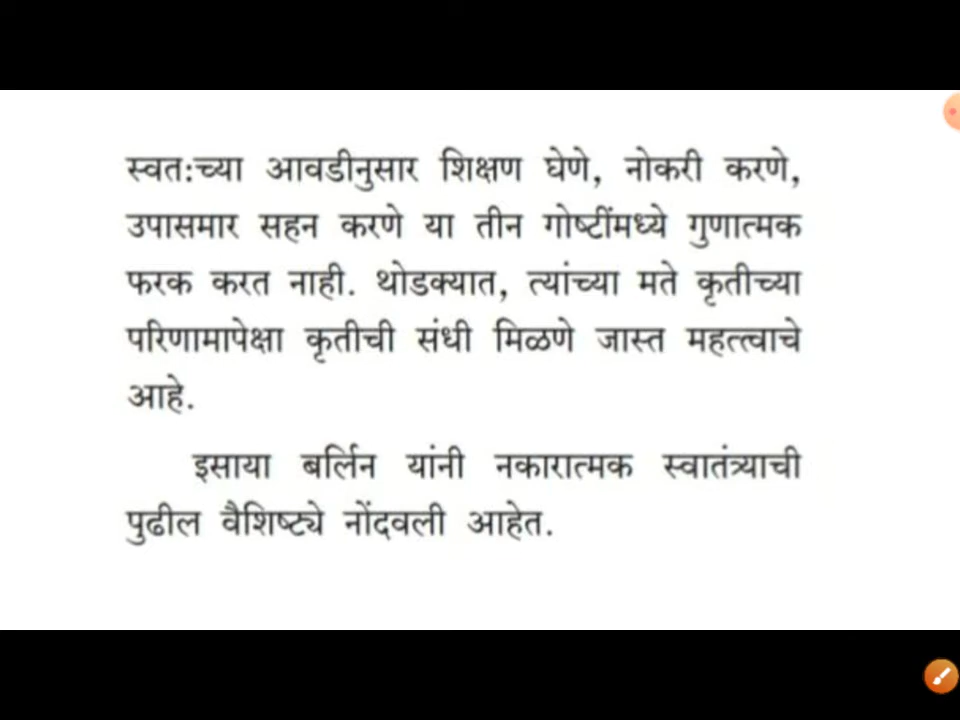 स्वत:च्या आवडीनुसार शिक्षण घेणे, नोकरी करणे,
उपासमार सहन करणे या तीन गोष्टींमध्ये गुणात्मक
फरक करत नाही. थोडक्यात, त्यांच्या मते कृतीच्या
परिणामापेक्षा कृतीची संधी मिळणे जास्त महत्त्वाचे
आहे.
इसाया बर्लिन यांनी नकारात्मक स्वातंत्र्याची
पुढील वैशिष्ट्ये नोंदवली आहेत.